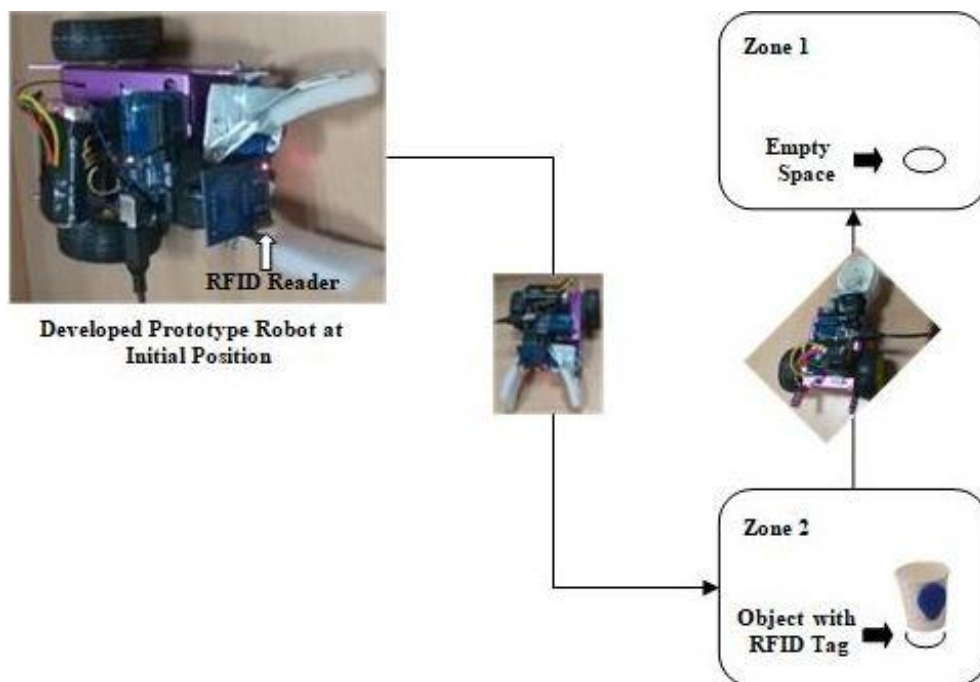 RFID Reader
Developed Prototype Robot at
Initial Position
Zone 1
Empty
Space
Zone 2
Object with
RFID Tag